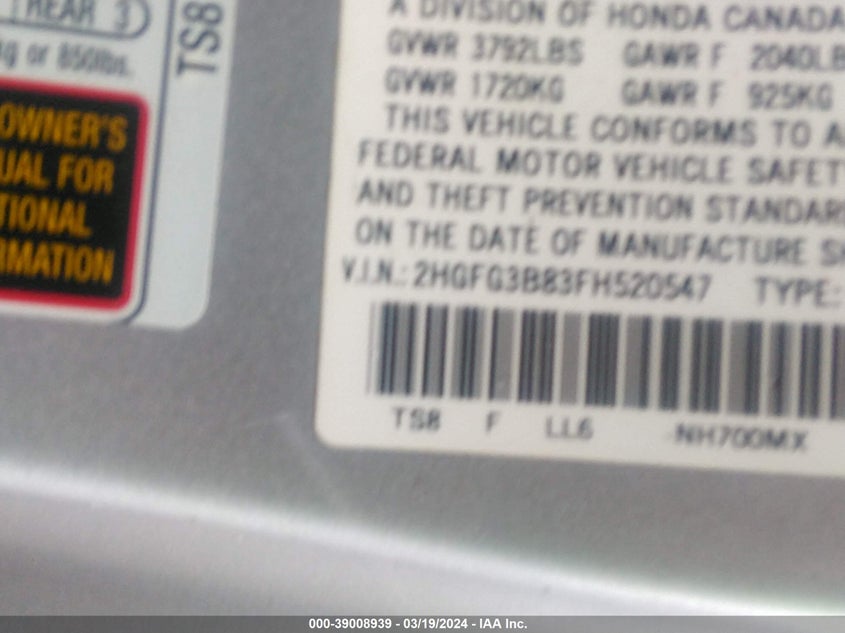 REAR 3
g or 850lbs.
TS8
OWNER'S
UAL FOR
TIONAL
RMATION
A DIVISION OF HONDA CANADA
GVWR 3792LBS GAWR F 2040LB
GVWR 1720KG GAWR F 925KG
THIS VEHICLE CONFORMS TO A
FEDERAL MOTOR VEHICLE SAFETY
AND THEFT PREVENTION STANDARD
ON THE DATE OF MANUFACTURE S
V.I.N.: 2HGFG3B83FH520547 TYPE:
TS8 F LL6 NH700MX
000-39008939 - 03/19/2024 - IAA Inc.